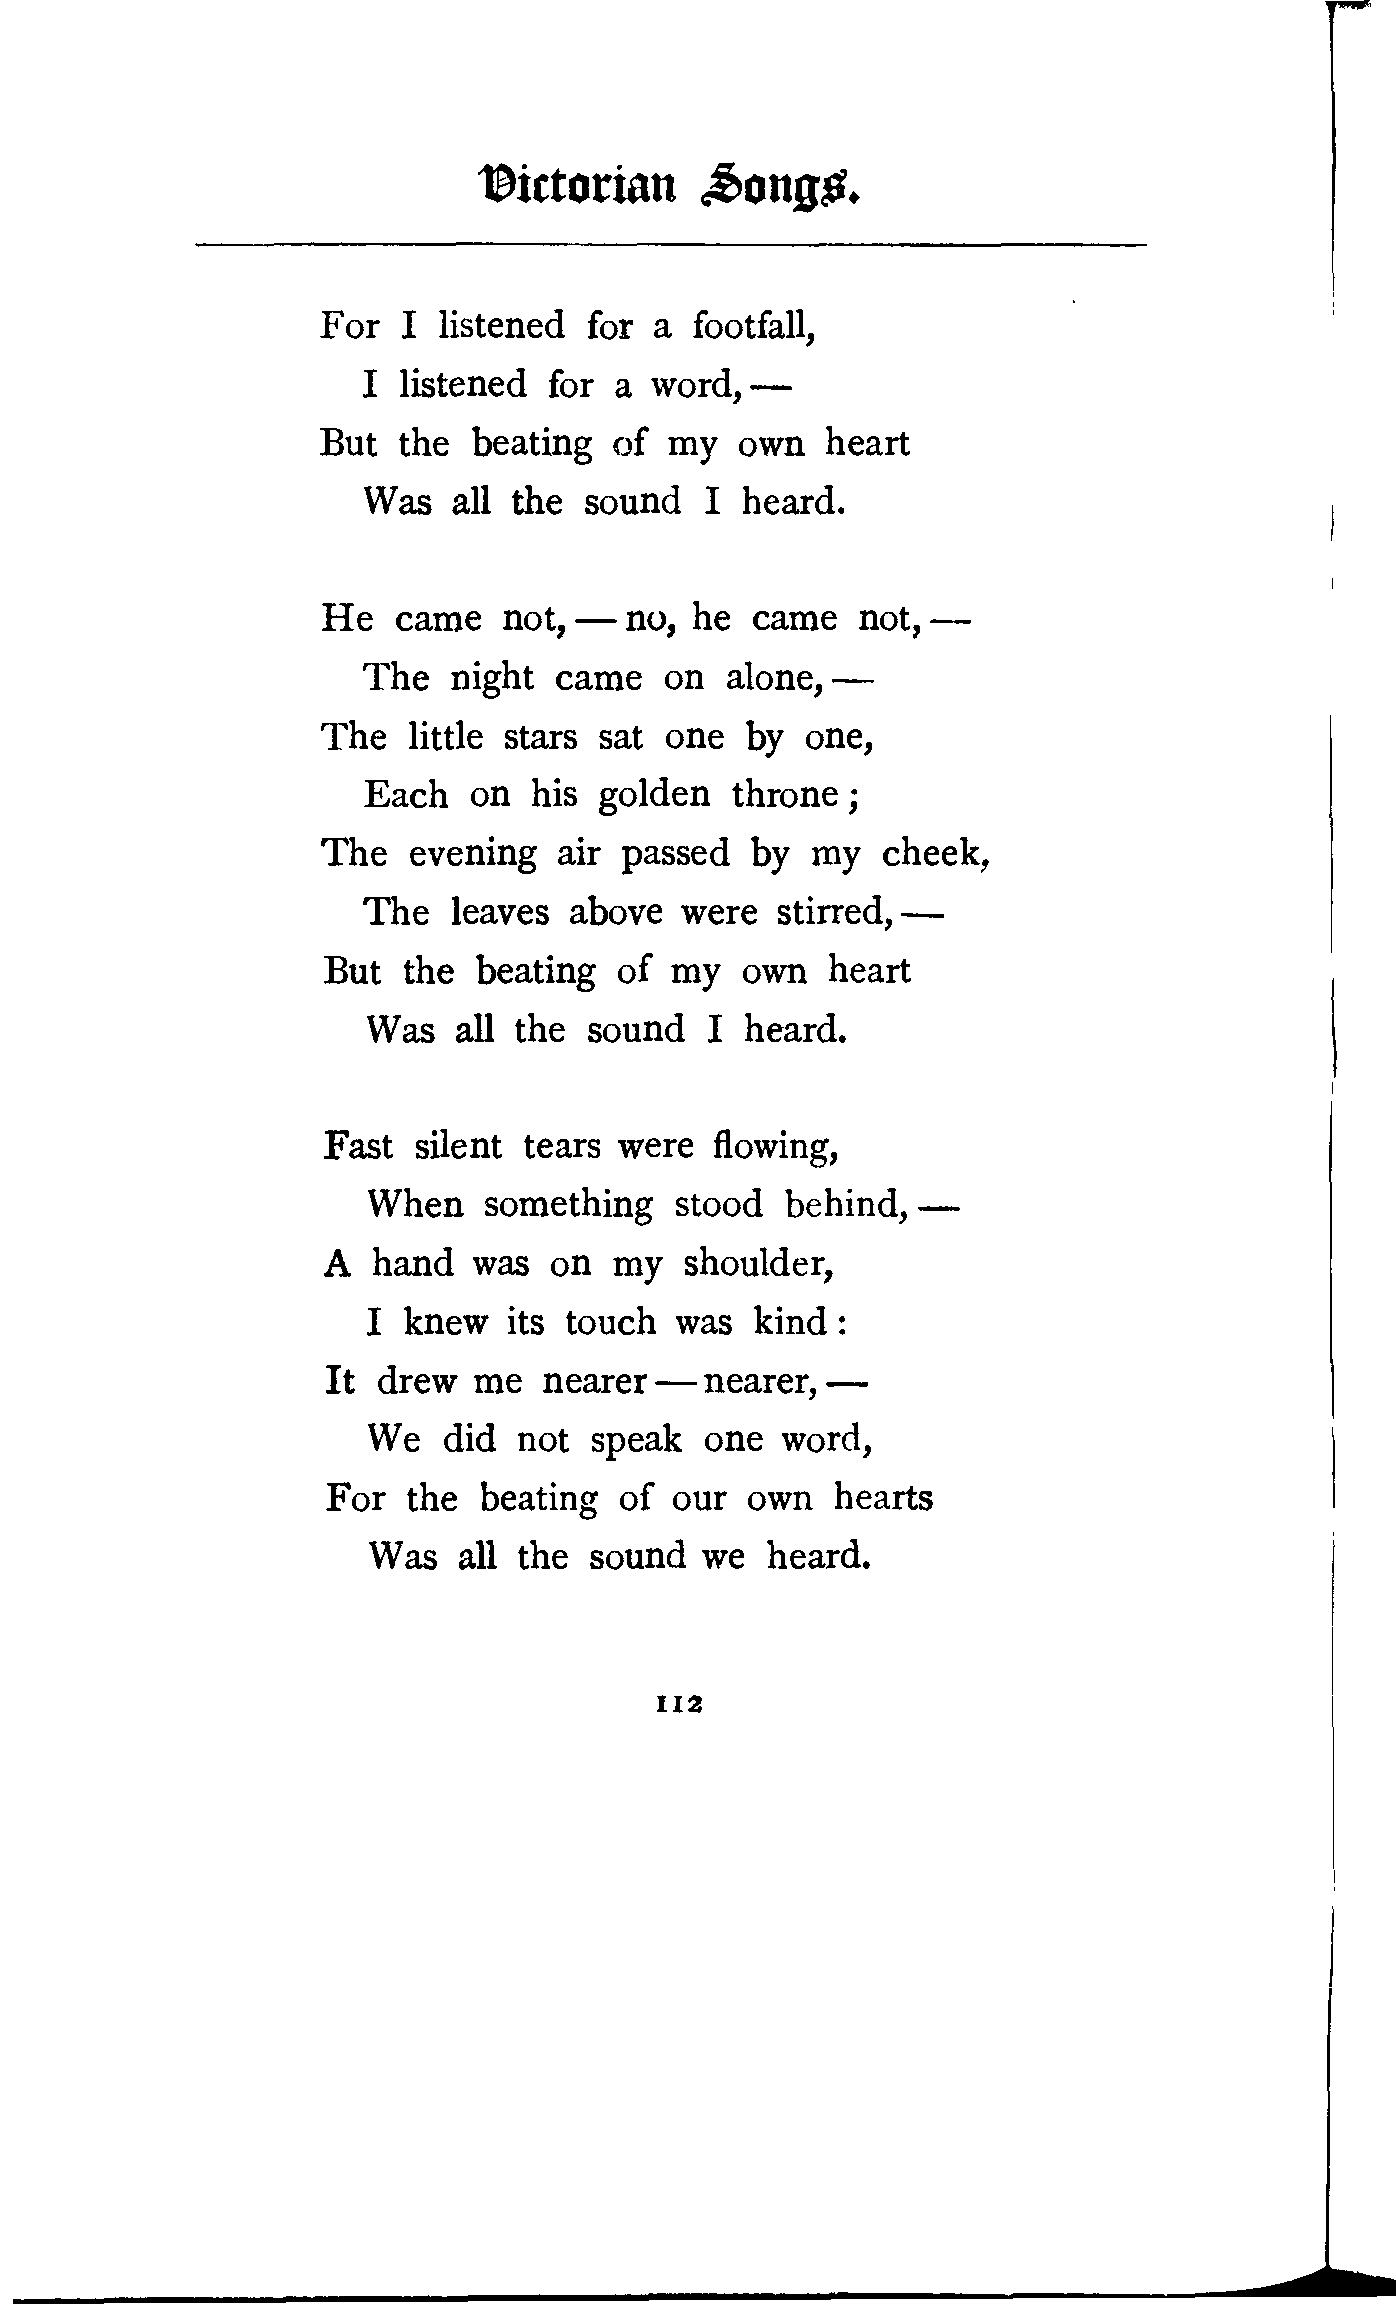 Victorian Songs.
For I listened for a footfall,
I listened for a word, —
But the beating of my own heart
Was all the sound I heard.
He came not, — no, he came not, —
The night came on alone, —
The little stars sat one by one,
Each on his golden throne ;
The evening air passed by my cheek,
The leaves above were stirred, —
But the beating of my own heart
Was all the sound I heard.
Fast silent tears were flowing,
When something stood behind, —
A hand was on my shoulder,
I knew its touch was kind :
It drew me nearer — nearer, —
We did not speak one word,
For the beating of our own hearts
Was all the sound we heard.
112